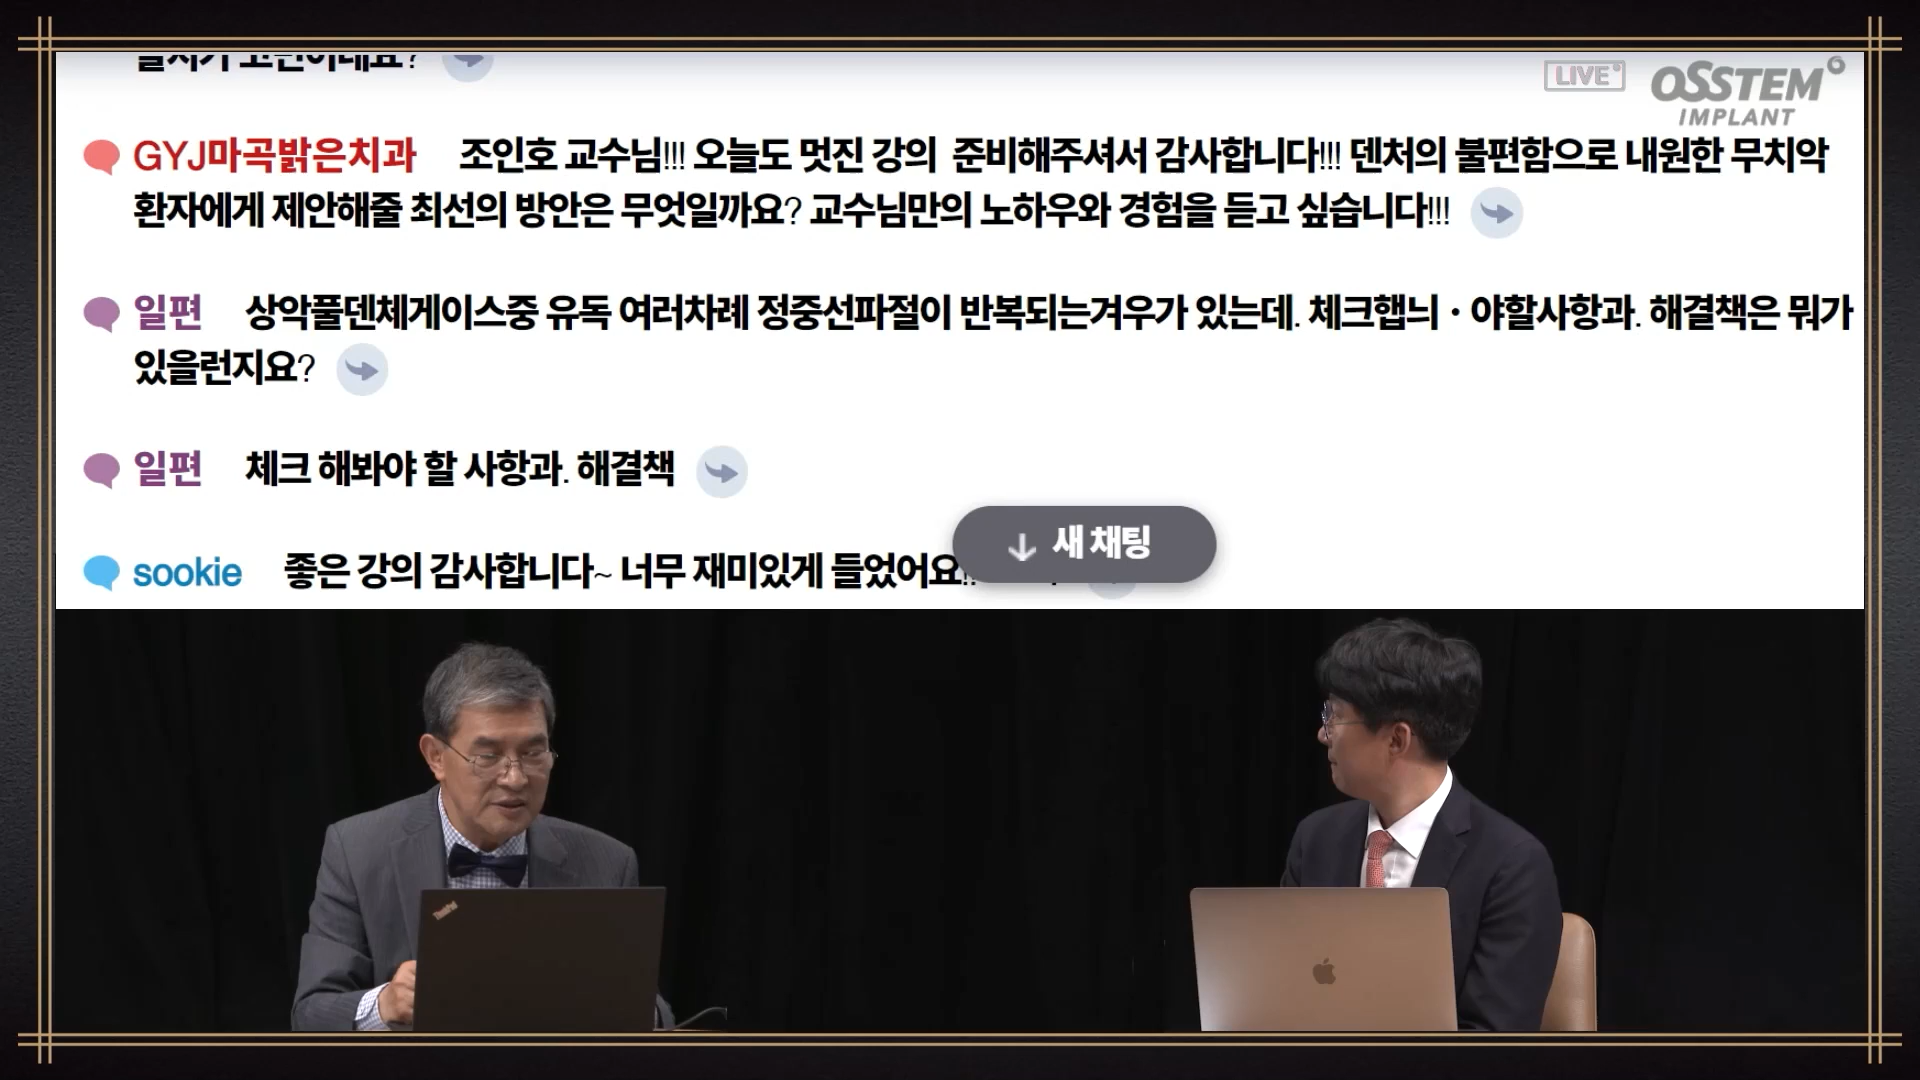 LIVE
OSSTEM
IMPLANT
GYJ마곡밝은치과 조인호 교수님!!! 오늘도 멋진 강의 준비해주셔서 감사합니다!!! 덴처의 불편함으로 내원한 무치악
환자에게 제안해줄 최선의 방안은 무엇일까요? 교수님만의 노하우와 경험을 듣고 싶습니다!!!
일편 상악풀덴체게이스중 유독 여러차례 정중선파절이 반복되는겨우가 있는데. 체크햅늬·야할사항과. 해결책은 뭐가
있을런지요?
일편 체크 해봐야 할 사항과. 해결책
↓ 새 채팅
sookie 좋은 강의 감사합니다~ 너무 재미있게 들었어요!!
ThinkPad